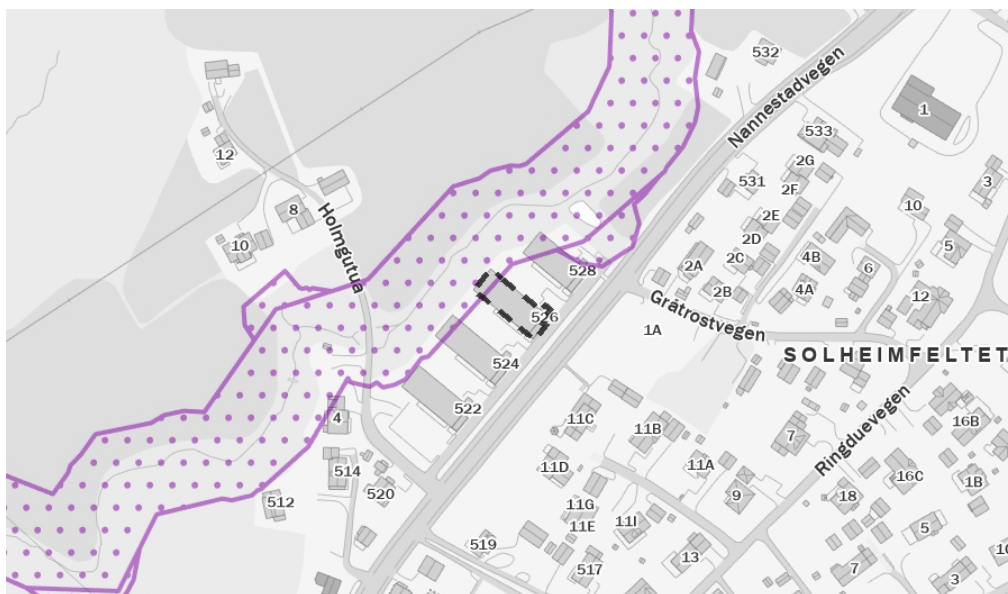 532
Nannestadvegen
1
533
12
2G
531
2F
3
8
Holmgutua
10
2E
10
2D
5
2C
4B
2A
6
528
4A
2B
12
526
Gråtrostvegen
1A
SOLHEIMFELTET
524
Ringduevegen
522
4
11C
11B
7
16B
514
11D
11A
16C
1B
520
9
18
512
11G
11E
11I
5
519
13
517
7
3
10